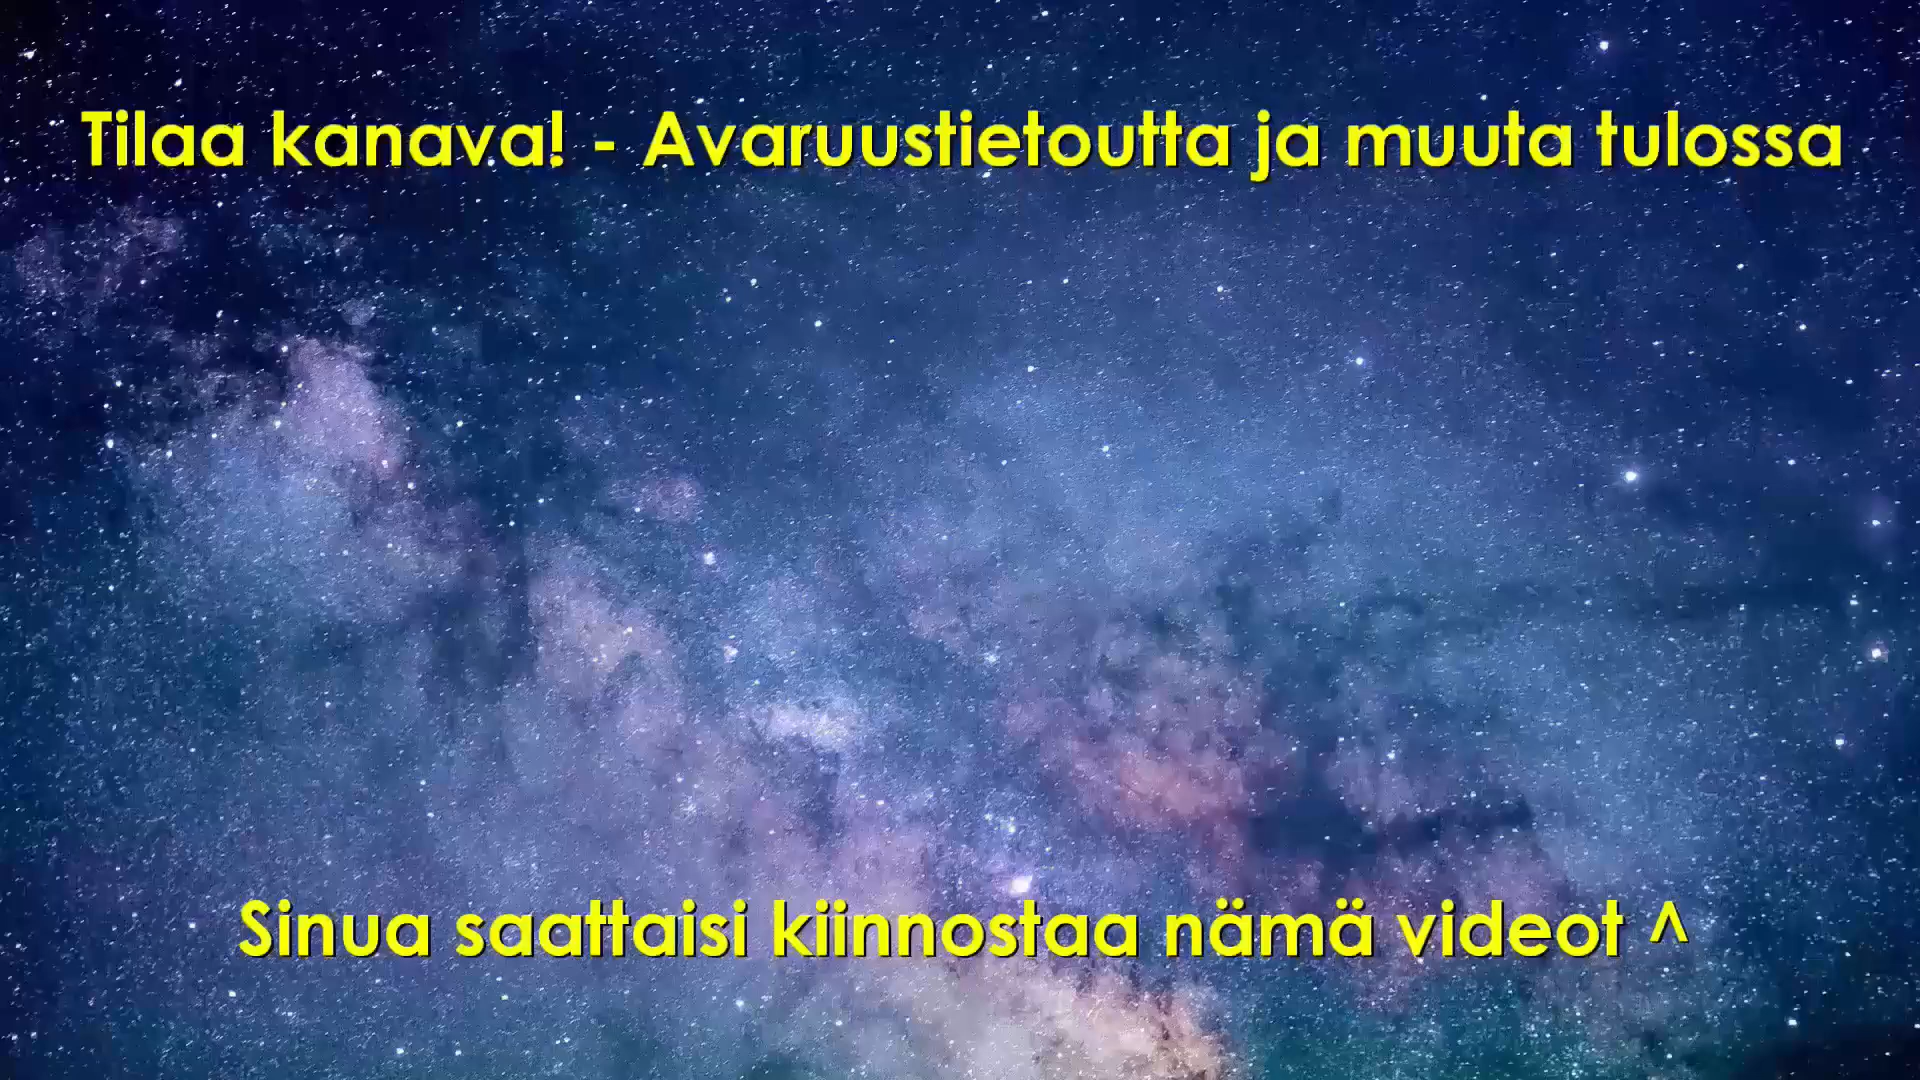 Tilaa kanava! - Avaruustietoutta ja muuta tulossa
Sinua saattaisi kiinnostaa nämä videot ^